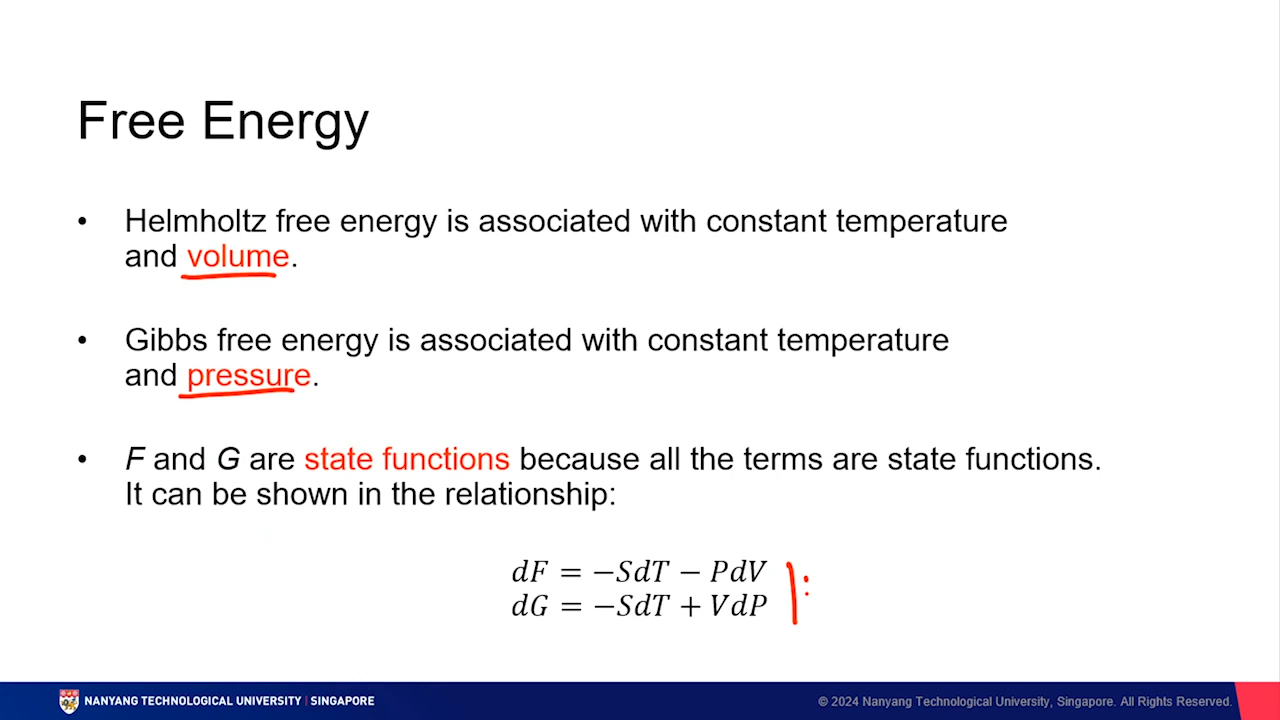 Free Energy
• Helmholtz free energy is associated with constant temperature
and volume.
• Gibbs free energy is associated with constant temperature
and pressure.
• F and G are state functions because all the terms are state functions.
It can be shown in the relationship:
dF = −SdT − PdV
dG = −SdT + VdP
NANYANG TECHNOLOGICAL UNIVERSITY | SINGAPORE
© 2024 Nanyang Technological University, Singapore. All Rights Reserved.